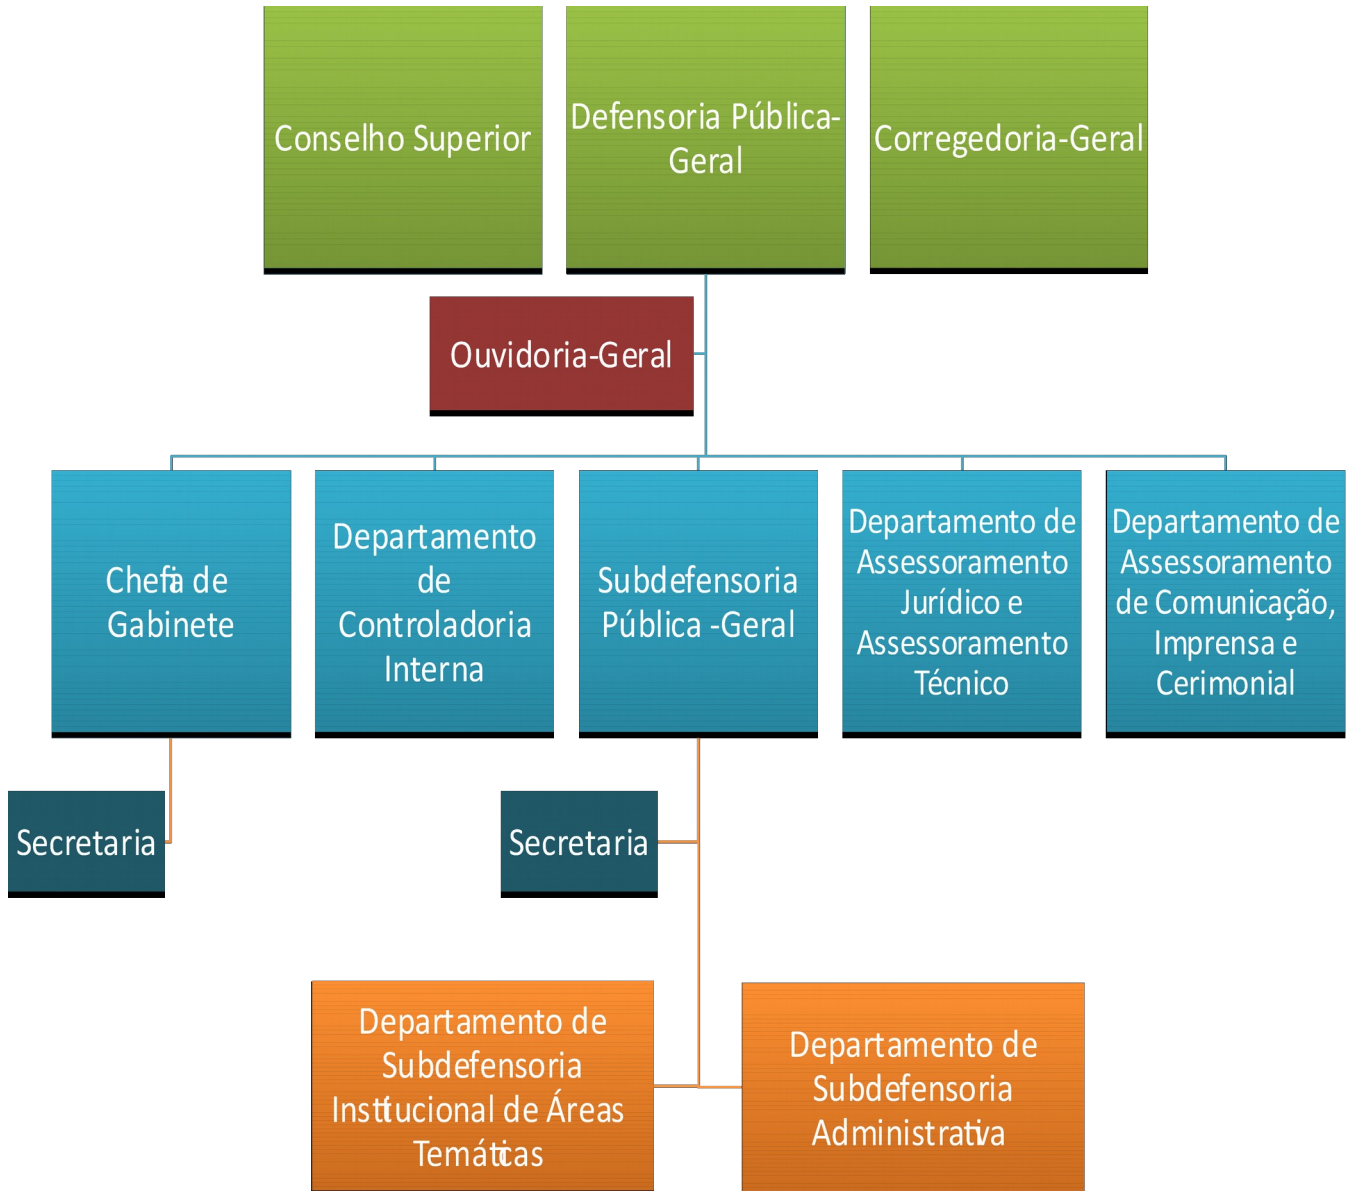 Conselho Superior
Defensoria Pública-
Geral
Corregedoria-Geral
Ouvidoria-Geral
Chefia de
Gabinete
Departamento
de
Controladoria
Interna
Subdefensoria
Pública -Geral
Departamento de
Assessoramento
Jurídico e
Assessoramento
Técnico
Departamento de
Assessoramento
de Comunicação,
Imprensa e
Cerimonial
Secretaria
Secretaria
Departamento de
Subdefensoria
Institucional de Áreas
Temáticas
Departamento de
Subdefensoria
Administrativa